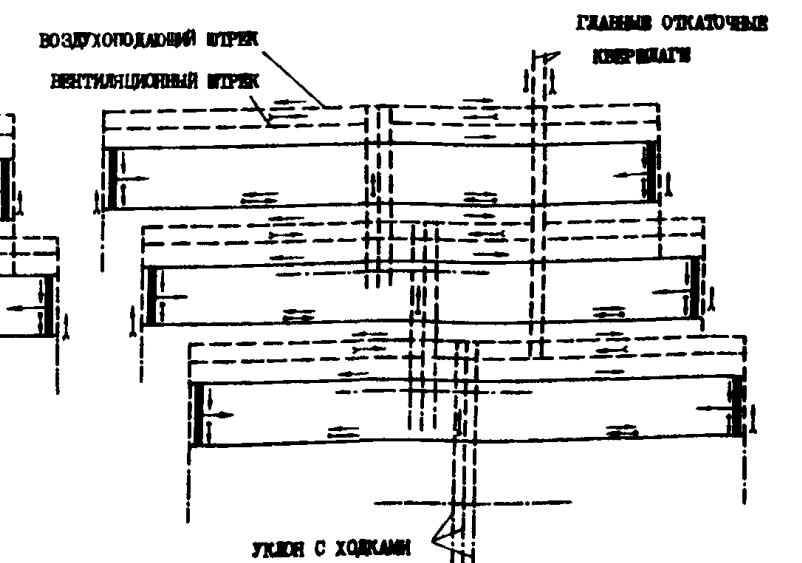 ГЛАВНЫЕ ОТКАТОЧНЫЕ
КВЕРШЛАГИ
ВОЗДУХОПОДАЮЩИЙ ШТРЕК
ВЕНТИЛЯЦИОННЫЙ ШТРЕК
УКЛОН С ХОДКАМИ